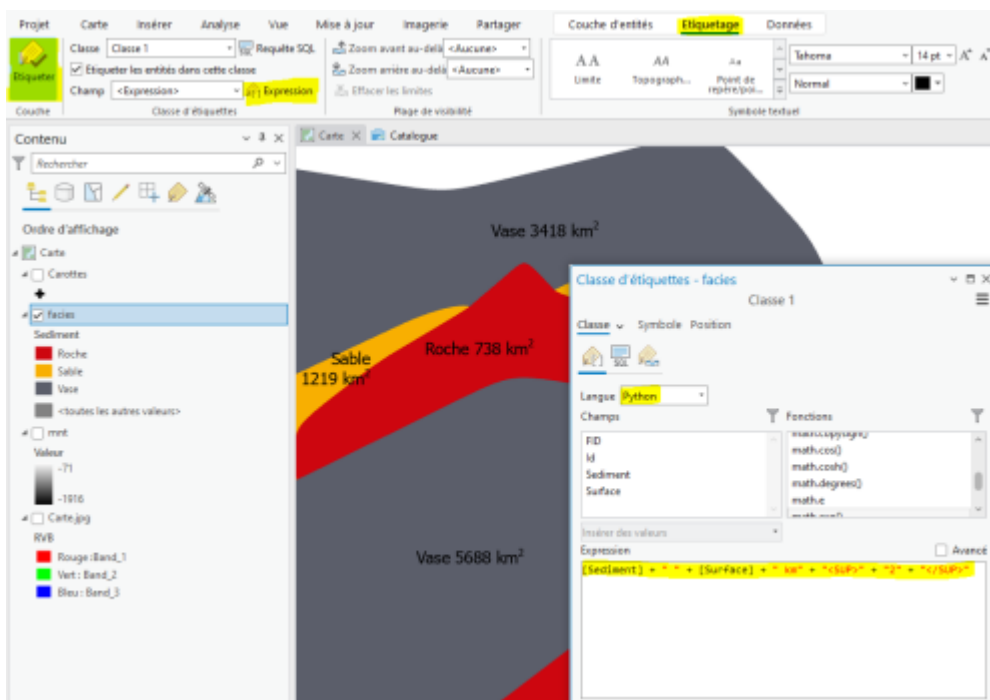 Projet Carte Insérer Analyse Vue Mise à jour Imagerie Partager Couche d'entités Etiquetage Données
Classe Classe 1 Requête SQL Zoom avant au-delà <Aucune> Tahoma 14 pt
Etiqueter Etiqueter les entités dans cette classe Zoom arrière au-delà <Aucune> Limite Topograph... Point de repère/poi... Normal
Champ <Expression> Expression Effacer les limites
Couche Classe d'étiquettes Plage de visibilité Symbole textuel
Contenu
Rechercher
Ordre d'affichage
Carte
Carottes
facies
Sediment
Roche
Sable
Vase
<toutes les autres valeurs>
mnt
Valeur
-71
-1916
Carte.jpg
RVB
Rouge : Band_1
Vert : Band_2
Bleu : Band_3
Carte Catalogue
Vase 3418 km²
Roche 738 km²
Sable
1219 km²
Vase 5688 km²
Classe d'étiquettes - facies
Classe 1
Classe Symbole Position
SQL
Langue Python
Champs Fonctions
FID
Id
Sediment
Surface
math.copysign()
math.cos()
math.cosh()
math.degrees()
math.e
math.exp()
Insérer des valeurs
Expression Avancé
[Sediment] + " " + [Surface] + " km" + "<SUP>" + "2" + "</SUP>"